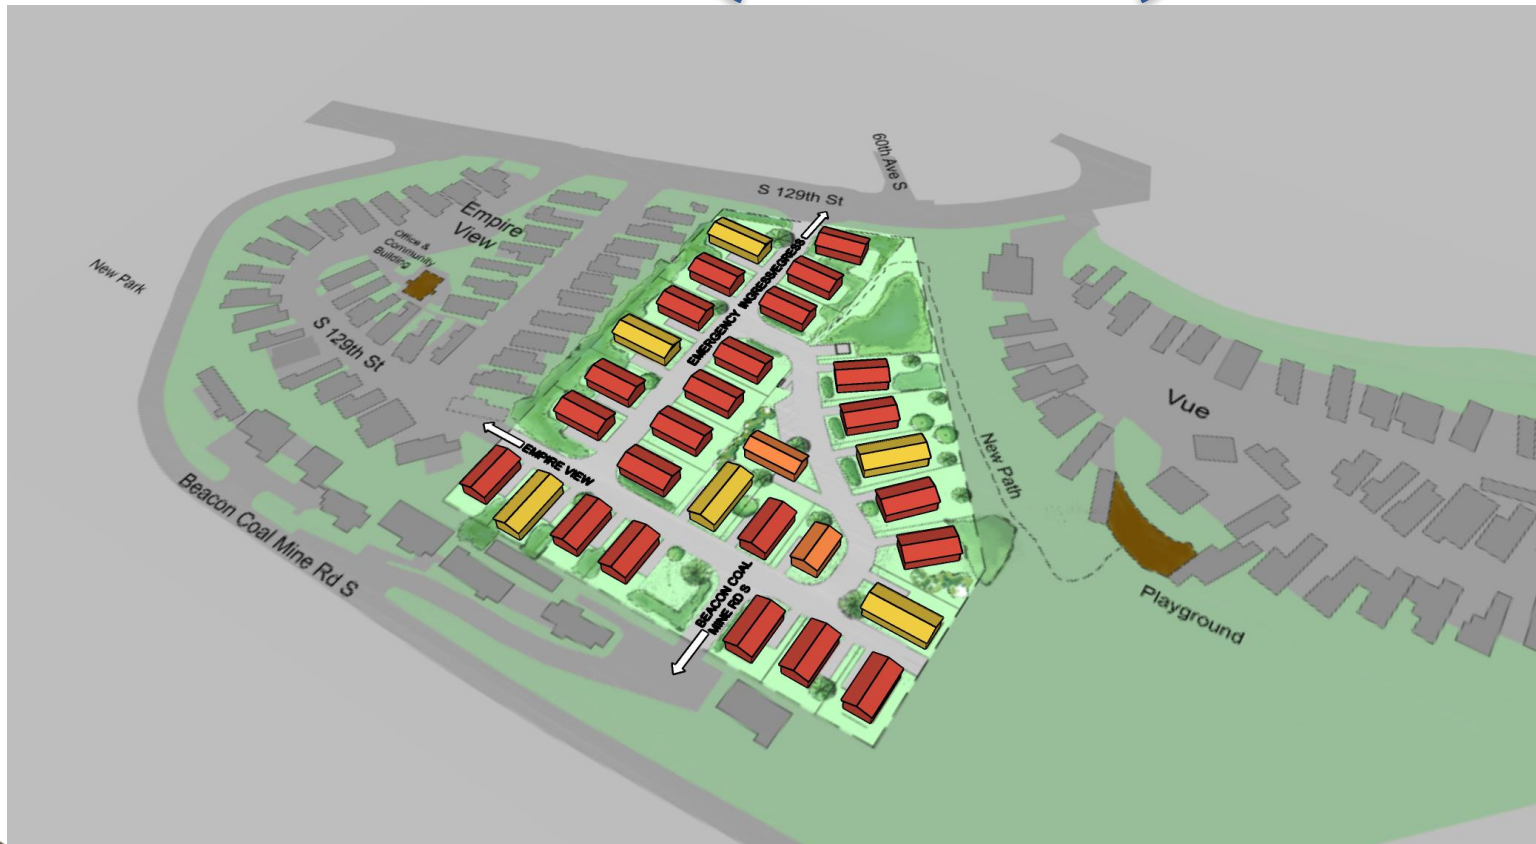 60th Ave S
S 129th St
Empire
View
Office &
Community
Building
New Park
EMERGENCY INGRESS/EGRESS
S 129th St
Vue
EMPIRE VIEW
New Path
Beacon Coal Mine Rd S
BEACON COAL
MINE RD S
Playground